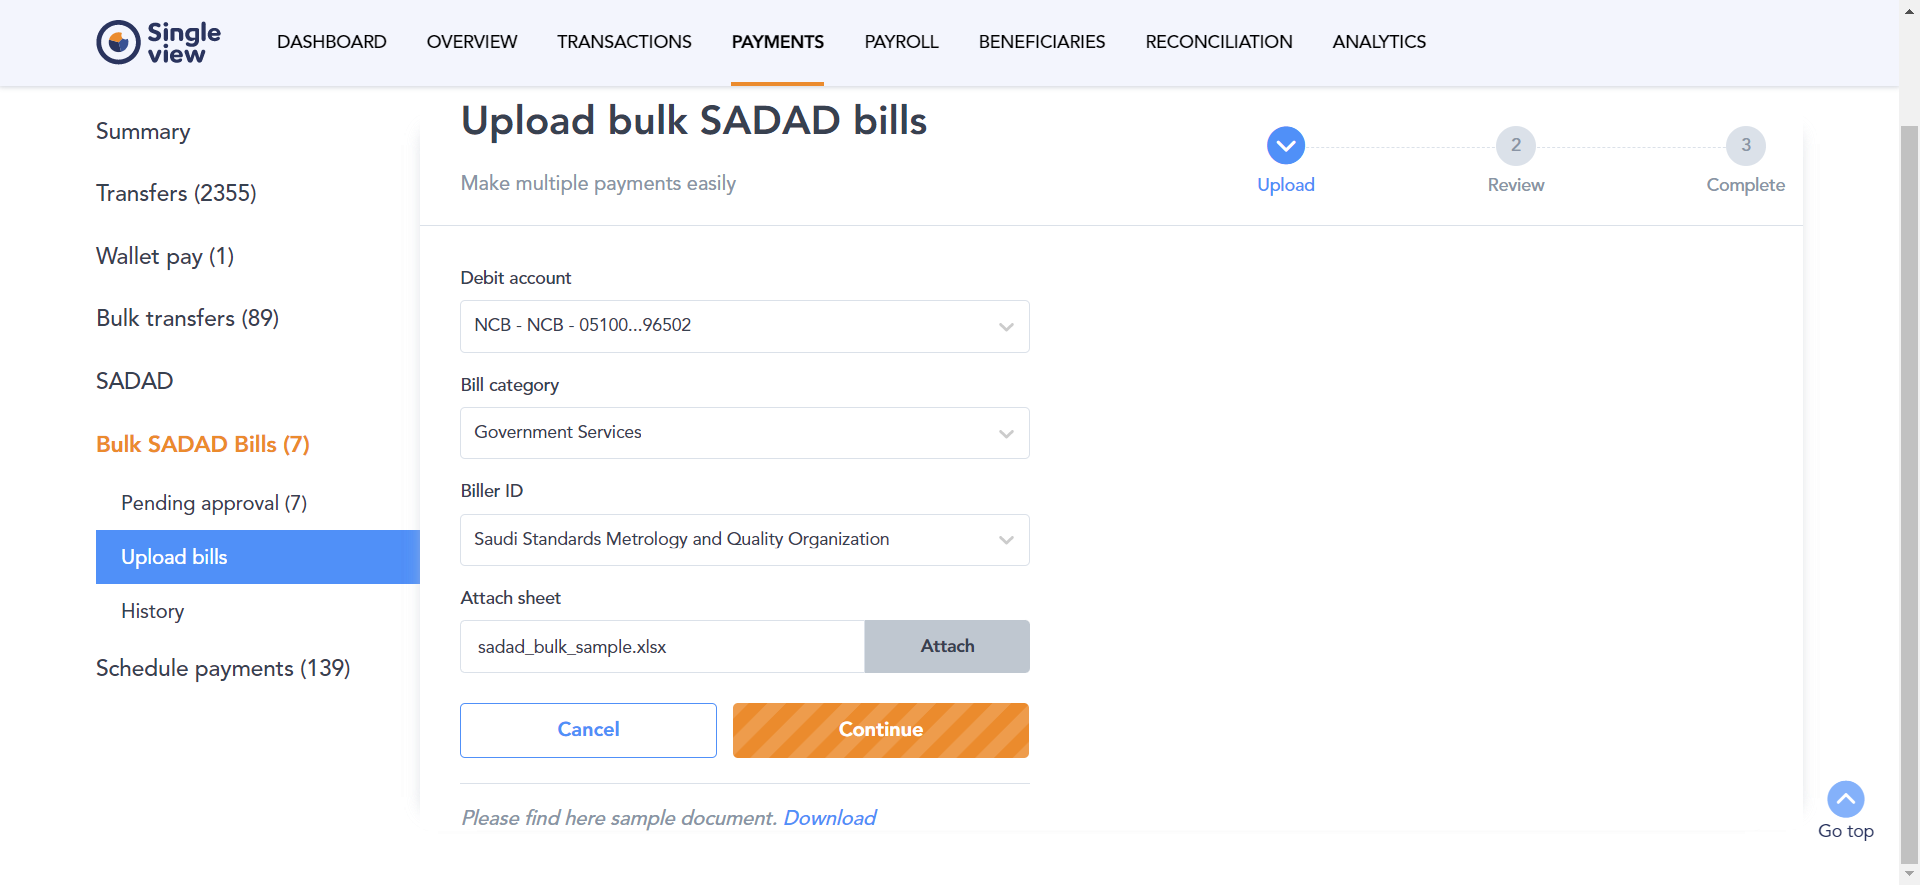 Single
view
DASHBOARD OVERVIEW TRANSACTIONS PAYMENTS PAYROLL BENEFICIARIES RECONCILIATION ANALYTICS
Summary
Transfers (2355)
Wallet pay (1)
Bulk transfers (89)
SADAD
Bulk SADAD Bills (7)
Pending approval (7)
Upload bills
History
Schedule payments (139)
Upload bulk SADAD bills
Make multiple payments easily
2 3
Upload Review Complete
Debit account
NCB - NCB - 05100...96502
Bill category
Government Services
Biller ID
Saudi Standards Metrology and Quality Organization
Attach sheet
sadad_bulk_sample.xlsx Attach
Cancel Continue
Please find here sample document. Download
Go top